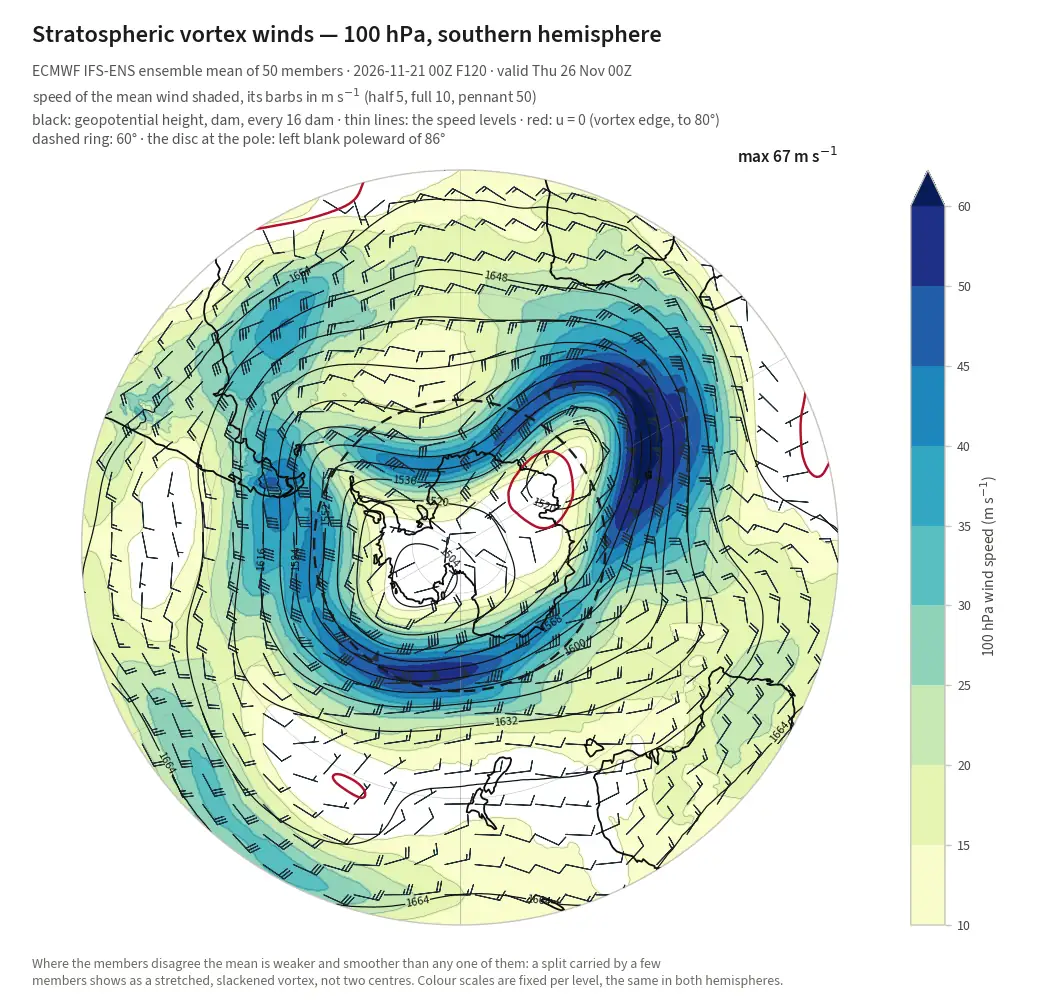 Stratospheric vortex winds — 100 hPa, southern hemisphere
ECMWF IFS-ENS ensemble mean of 50 members · 2026-11-21 00Z F120 · valid Thu 26 Nov 00Z
speed of the mean wind shaded, its barbs in m s⁻¹ (half 5, full 10, pennant 50)
black: geopotential height, dam, every 16 dam · thin lines: the speed levels · red: u = 0 (vortex edge, to 80°)
dashed ring: 60° · the disc at the pole: left blank poleward of 86°
max 67 m s⁻¹
60
50
45
40
35
30
25
20
15
10
100 hPa wind speed (m s⁻¹)
1664
1648
1536
1520
1520
1552
1504
1616
1584
1568
1600
1632
1664
1664
1664
1664
Where the members disagree the mean is weaker and smoother than any one of them: a split carried by a few
members shows as a stretched, slackened vortex, not two centres. Colour scales are fixed per level, the same in both hemispheres.